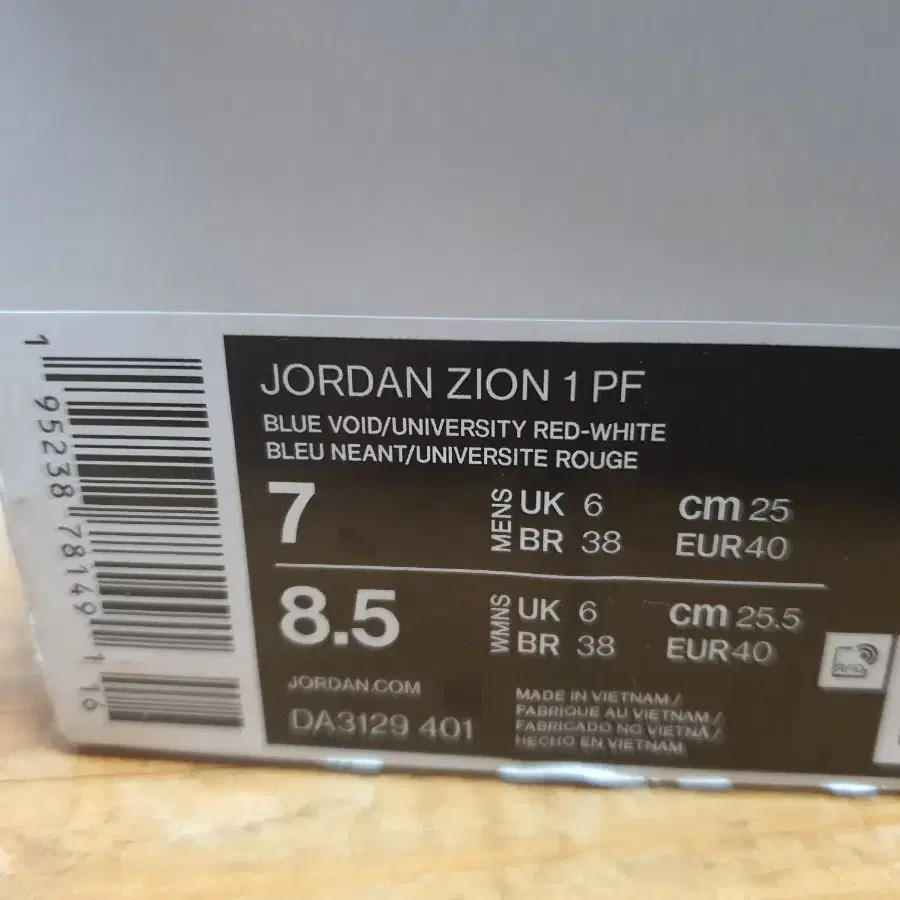 1 95238 78149 1 16
JORDAN ZION 1 PF
BLUE VOID/UNIVERSITY RED-WHITE
BLEU NEANT/UNIVERSITE ROUGE
7 MENS UK 6 cm 25
BR 38 EUR 40
8.5 WMNS UK 6 cm 25.5
BR 38 EUR 40
JORDAN.COM
DA3129 401
MADE IN VIETNAM /
FABRIQUE AU VIETNAM /
FABRICADO NO VIETNÃ /
HECHO EN VIETNAM
RFID